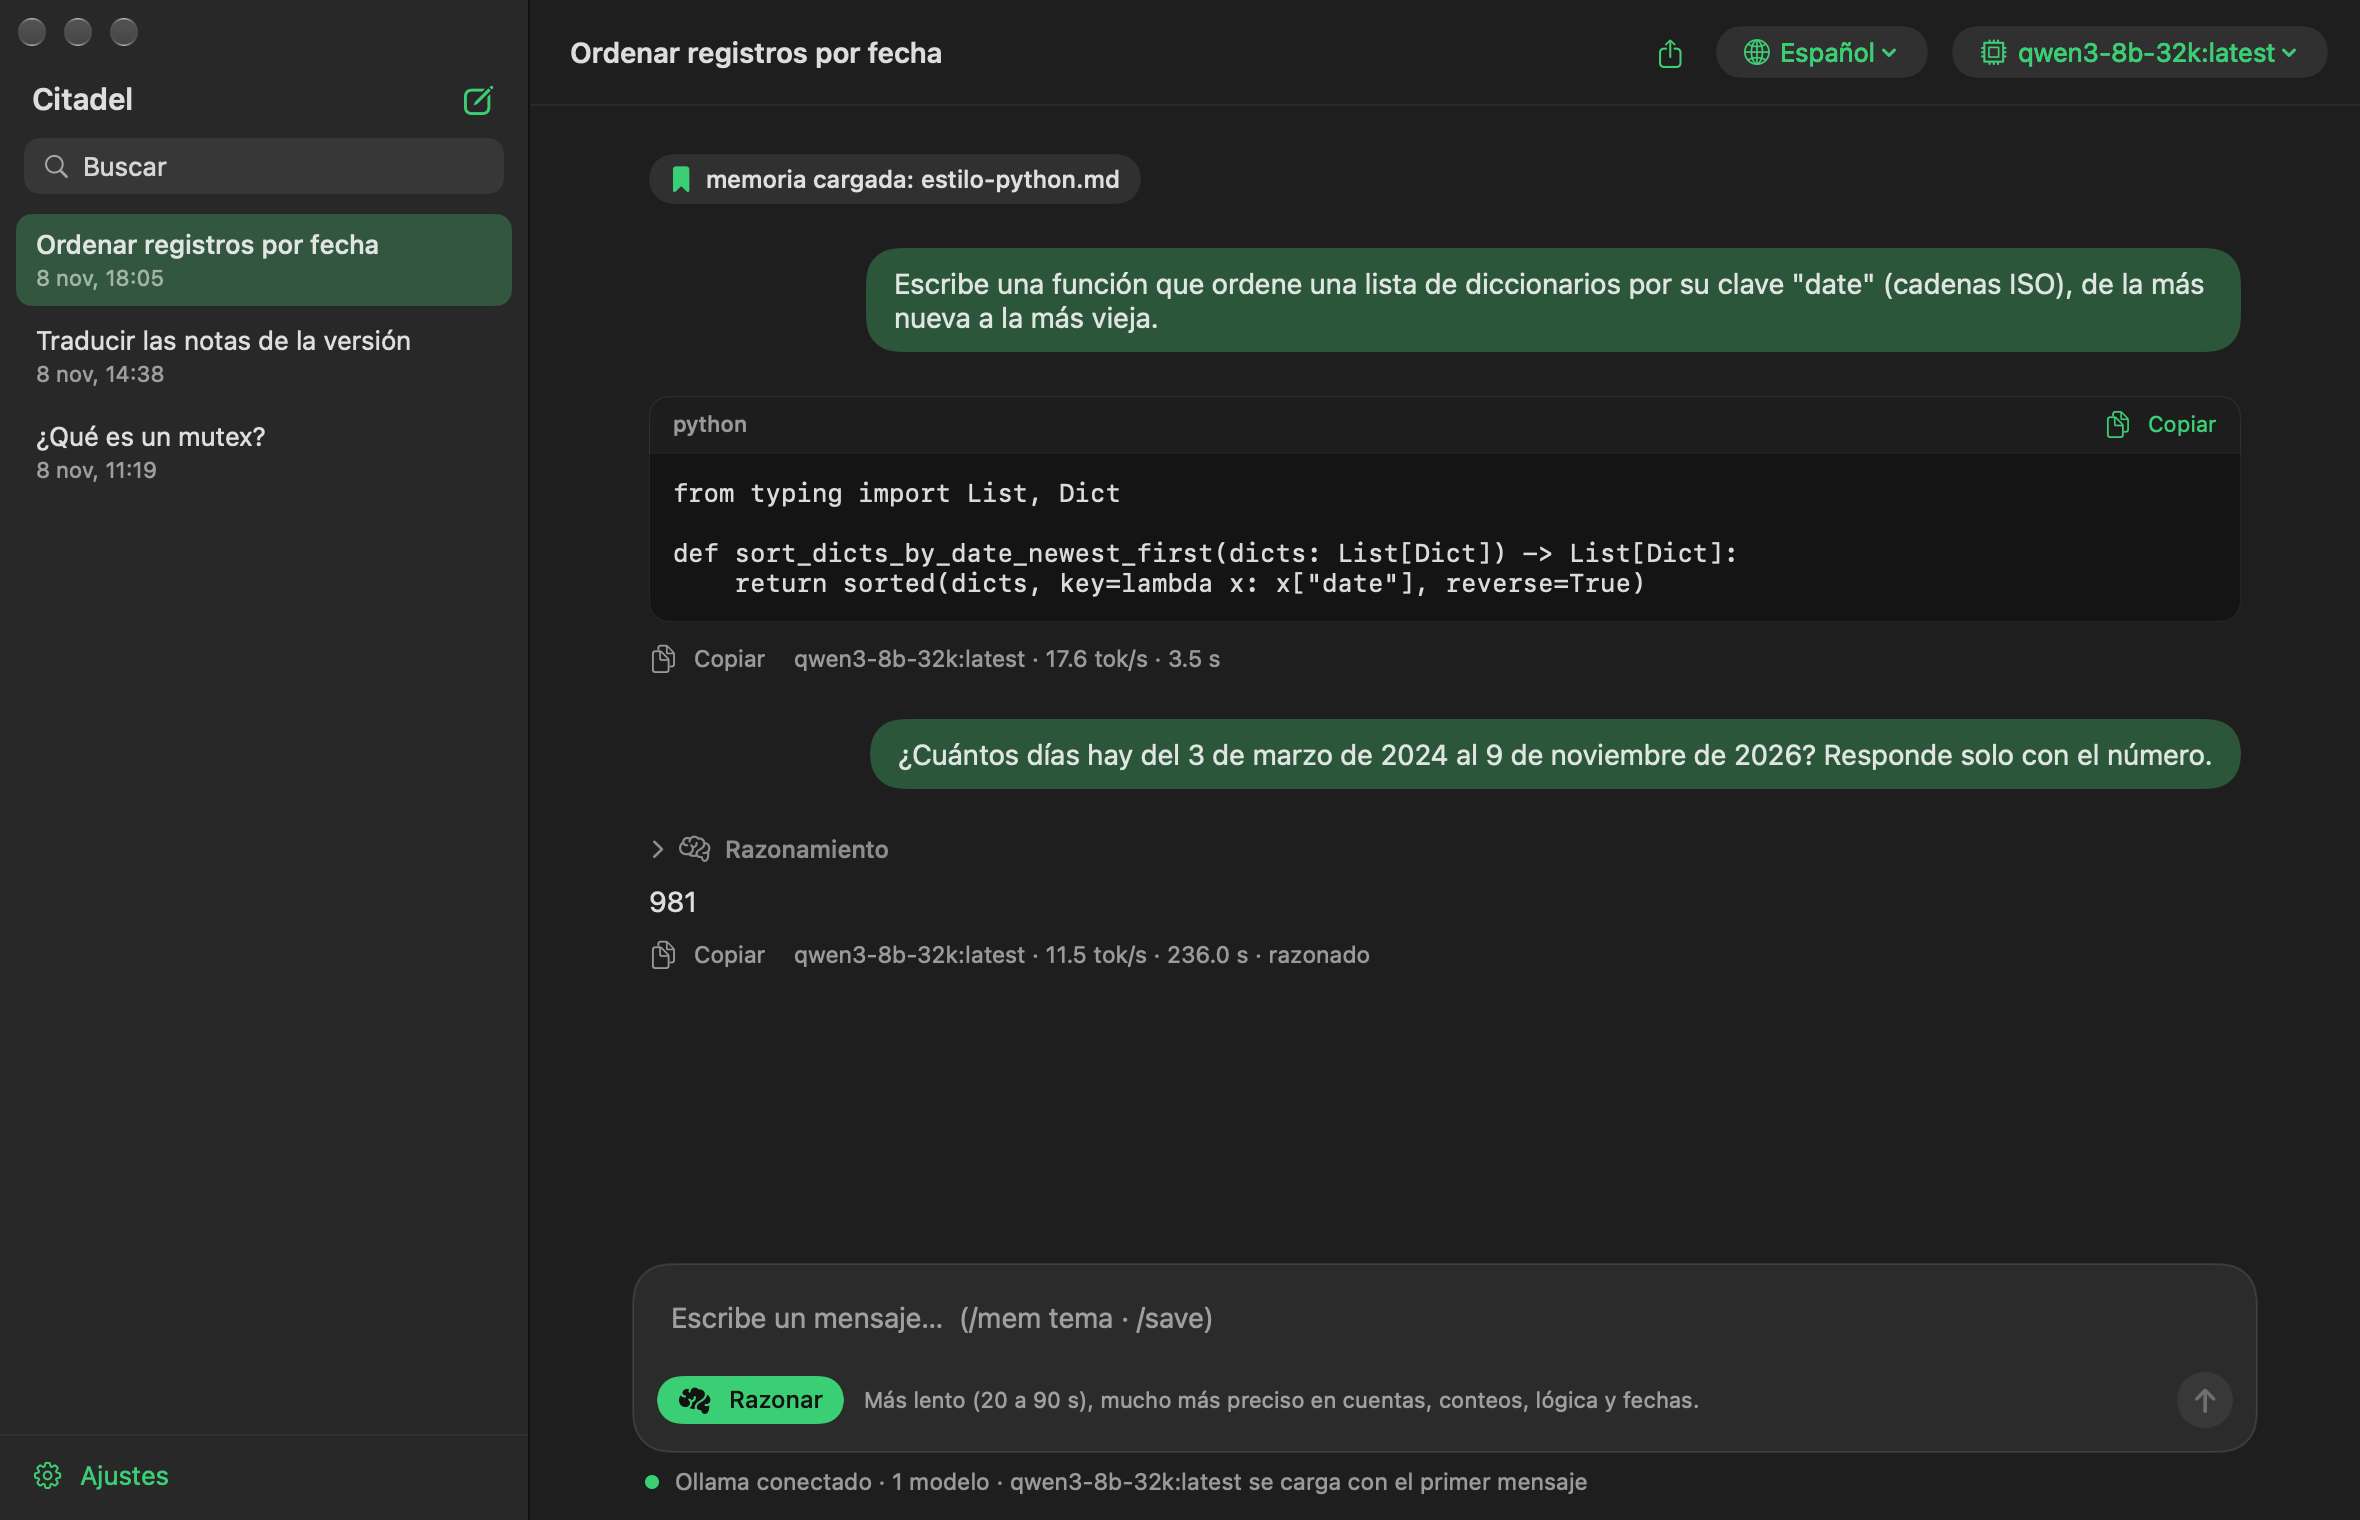 Citadel
Buscar
Ordenar registros por fecha
8 nov, 18:05
Traducir las notas de la versión
8 nov, 14:38
¿Qué es un mutex?
8 nov, 11:19
Ajustes
Ordenar registros por fecha
Español
qwen3-8b-32k:latest
memoria cargada: estilo-python.md
Escribe una función que ordene una lista de diccionarios por su clave "date" (cadenas ISO), de la más
nueva a la más vieja.
python
Copiar
from typing import List, Dict
def sort_dicts_by_date_newest_first(dicts: List[Dict]) -> List[Dict]:
    return sorted(dicts, key=lambda x: x["date"], reverse=True)
Copiar qwen3-8b-32k:latest · 17.6 tok/s · 3.5 s
¿Cuántos días hay del 3 de marzo de 2024 al 9 de noviembre de 2026? Responde solo con el número.
Razonamiento
981
Copiar qwen3-8b-32k:latest · 11.5 tok/s · 236.0 s · razonado
Escribe un mensaje... (/mem tema · /save)
Razonar
Más lento (20 a 90 s), mucho más preciso en cuentas, conteos, lógica y fechas.
Ollama conectado · 1 modelo · qwen3-8b-32k:latest se carga con el primer mensaje